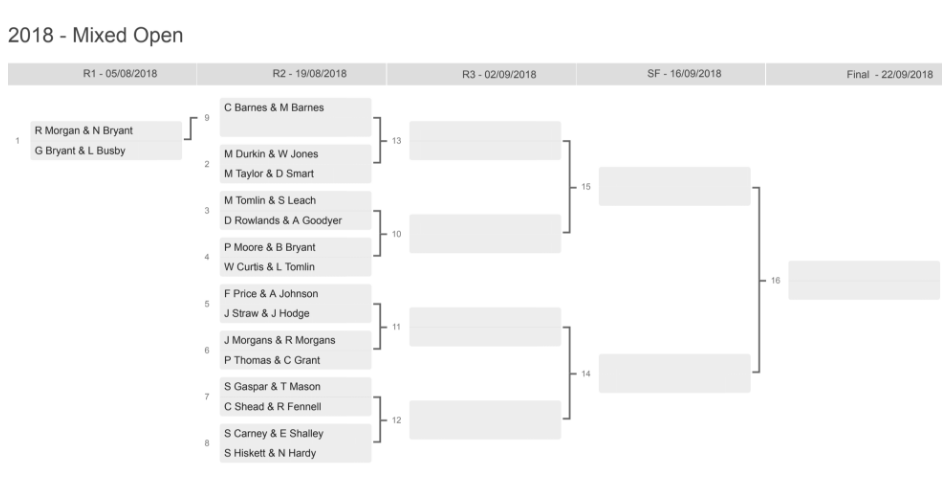 2018 - Mixed Open
R1 - 05/08/2018
R2 - 19/08/2018
R3 - 02/09/2018
SF - 16/09/2018
Final - 22/09/2018
1
R Morgan & N Bryant
G Bryant & L Busby
9
C Barnes & M Barnes
2
M Durkin & W Jones
M Taylor & D Smart
3
M Tomlin & S Leach
D Rowlands & A Goodyer
4
P Moore & B Bryant
W Curtis & L Tomlin
5
F Price & A Johnson
J Straw & J Hodge
6
J Morgans & R Morgans
P Thomas & C Grant
7
S Gaspar & T Mason
C Shead & R Fennell
8
S Carney & E Shalley
S Hiskett & N Hardy
13
10
11
12
15
14
16